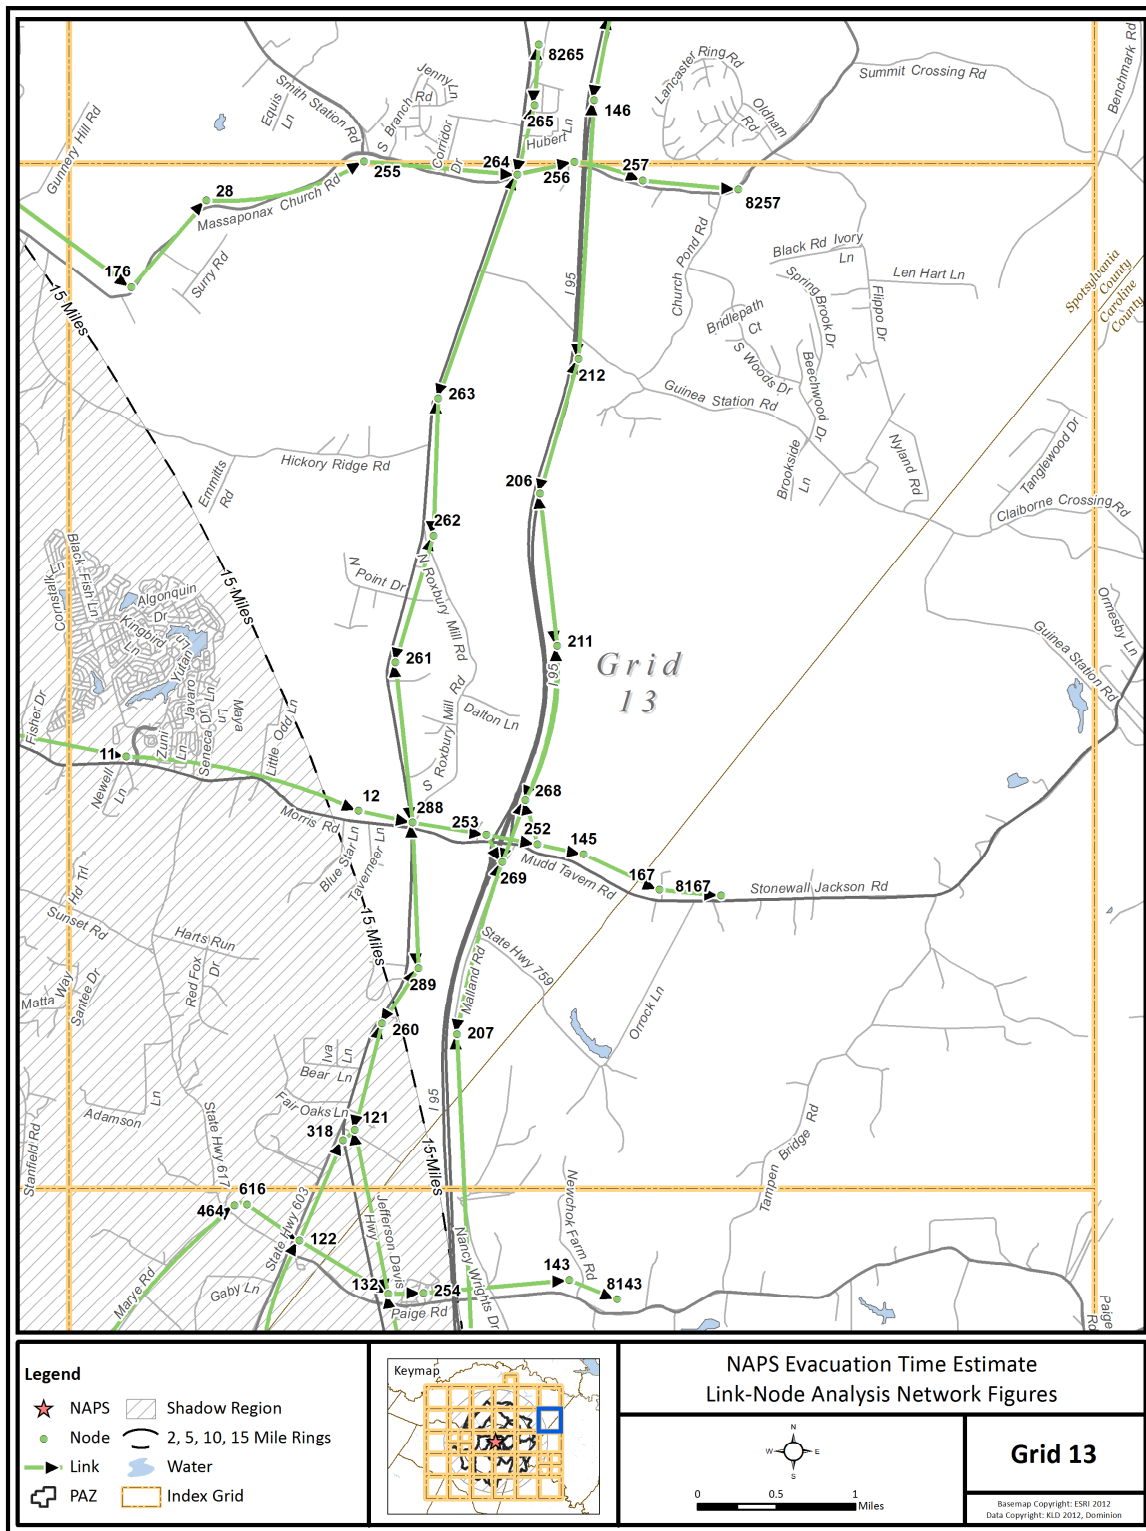 8265
Jenny Ln
Lancaster Ring Rd
Summit Crossing Rd
Benchmark Rd
Smith Station Rd
Equis Ln
S Branch Rd
Corridor Dr
265
Hubert Ln
146
Oldham Rd
Gunnery Hill Rd
255
264
256
257
8257
28
Massaponax Church Rd
176
Surry Rd
15 Miles
I 95
Church Pond Rd
Black Rd Ivory Ln
Len Hart Ln
Spotsylvania County
Caroline County
Spring Brook Dr
Flippo Dr
Bridlepath Ct
S Woods Dr
Beechwood Dr
212
263
Guinea Station Rd
Hickory Ridge Rd
Emmitts Rd
206
Brookside Ln
Nyland Rd
Tanglewood Dr
Claiborne Crossing Rd
262
N Point Dr
N Roxbury Mill Rd
15 Miles
Black Fish Ln
Comstalk Ln
Algonquin Dr
Kingbird Ln
Yutan Ln
211
Grid
13
I 95
261
Ormesby Ln
Guinea Station Rd
Fisher Dr
Javaro Ln
Seneca Dr
Maya Ln
Zuni Ln
Little Odd Ln
S Roxbury Mill Rd
Dalton Ln
11
Newell Ln
12
288
268
253
252
145
Morris Rd
Blue Star Ln
Taverneer Ln
269
Mudd Tavern Rd
167
8167
Stonewall Jackson Rd
Hd Trl
Sunset Rd
Harts Run
Red Fox Dr
15 Miles
Matta Way
Santee Dr
State Hwy 759
Malland Rd
289
260
207
Orrock Ln
Iva Ln
Bear Ln
Fair Oaks Ln
I 95
Adamson Ln
121
318
Stanfield Rd
State Hwy 617
15 Miles
Tampen Bridge Rd
616
464
State Hwy 603
122
Jefferson Davis Hwy
Nancy Wrights Dr
Newchok Farm Rd
143
8143
132
254
Marye Rd
Gaby Ln
Paige Rd
Paige Rd
Legend
NAPS
Node
Link
PAZ
Shadow Region
2, 5, 10, 15 Mile Rings
Water
Index Grid
Keymap
NAPS Evacuation Time Estimate
Link-Node Analysis Network Figures
N
W E
S
0 0.5 1
Miles
Grid 13
Basemap Copyright: ESRI 2012
Data Copyright: KLD 2012, Dominion